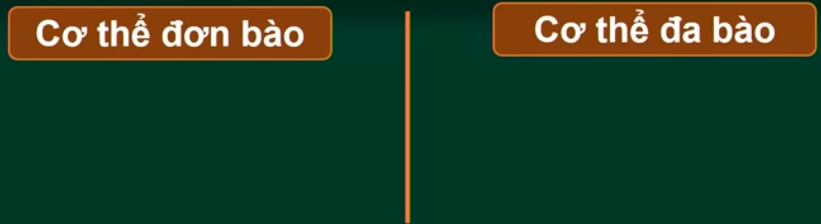 Cơ thể đơn bào
Cơ thể đa bào